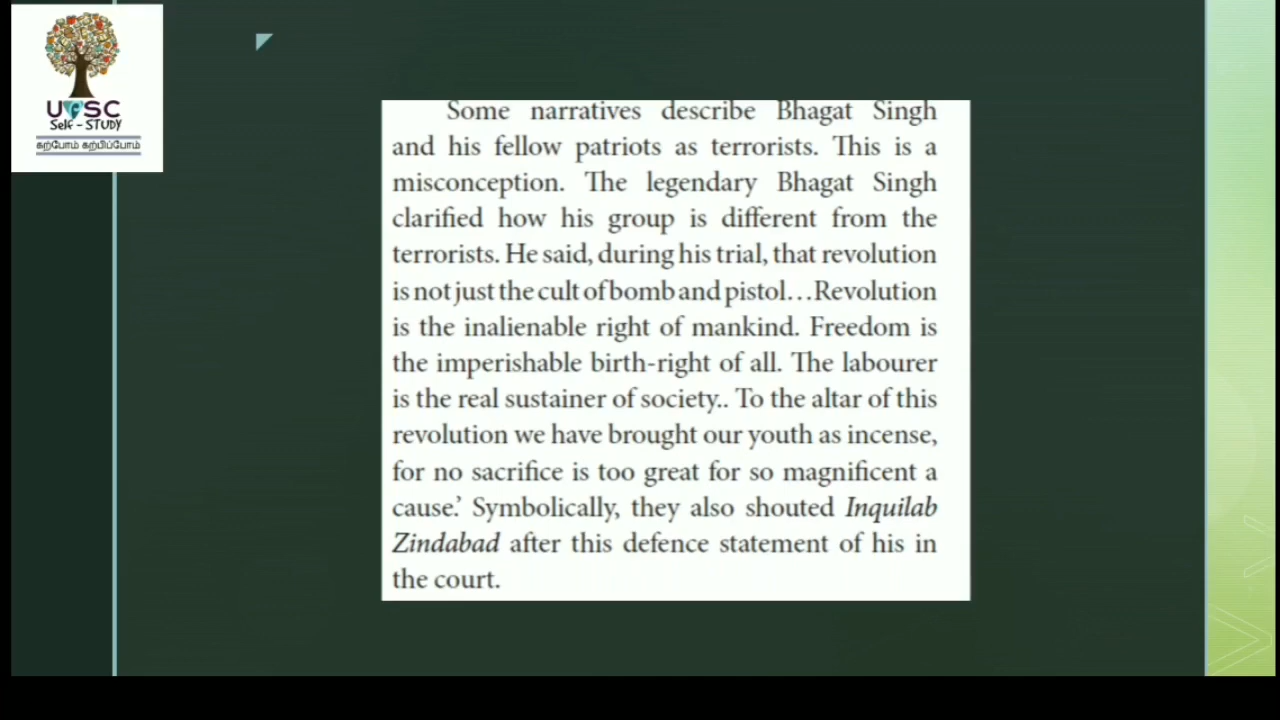 UPSC
Self-STUDY
கற்போம் கற்பிப்போம்
Some narratives describe Bhagat Singh
and his fellow patriots as terrorists. This is a
misconception. The legendary Bhagat Singh
clarified how his group is different from the
terrorists. He said, during his trial, that revolution
is not just the cult of bomb and pistol…Revolution
is the inalienable right of mankind. Freedom is
the imperishable birth-right of all. The labourer
is the real sustainer of society.. To the altar of this
revolution we have brought our youth as incense,
for no sacrifice is too great for so magnificent a
cause.’ Symbolically, they also shouted Inquilab
Zindabad after this defence statement of his in
the court.